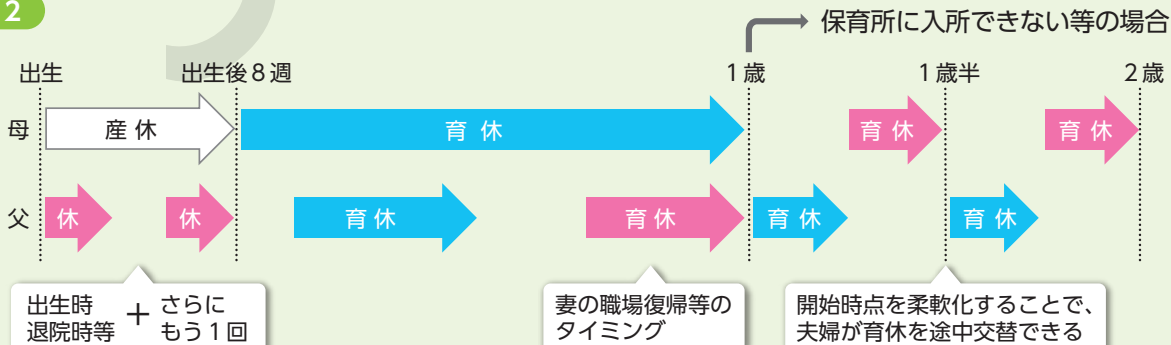 2
保育所に入所できない等の場合
出生
出生後8週
1歳
1歳半
2歳
母
産休
育休
育休
育休
父
休
休
育休
育休
育休
育休
出生時
退院時等
+
さらに
もう1回
妻の職場復帰等の
タイミング
開始時点を柔軟化することで、
夫婦が育休を途中交替できる